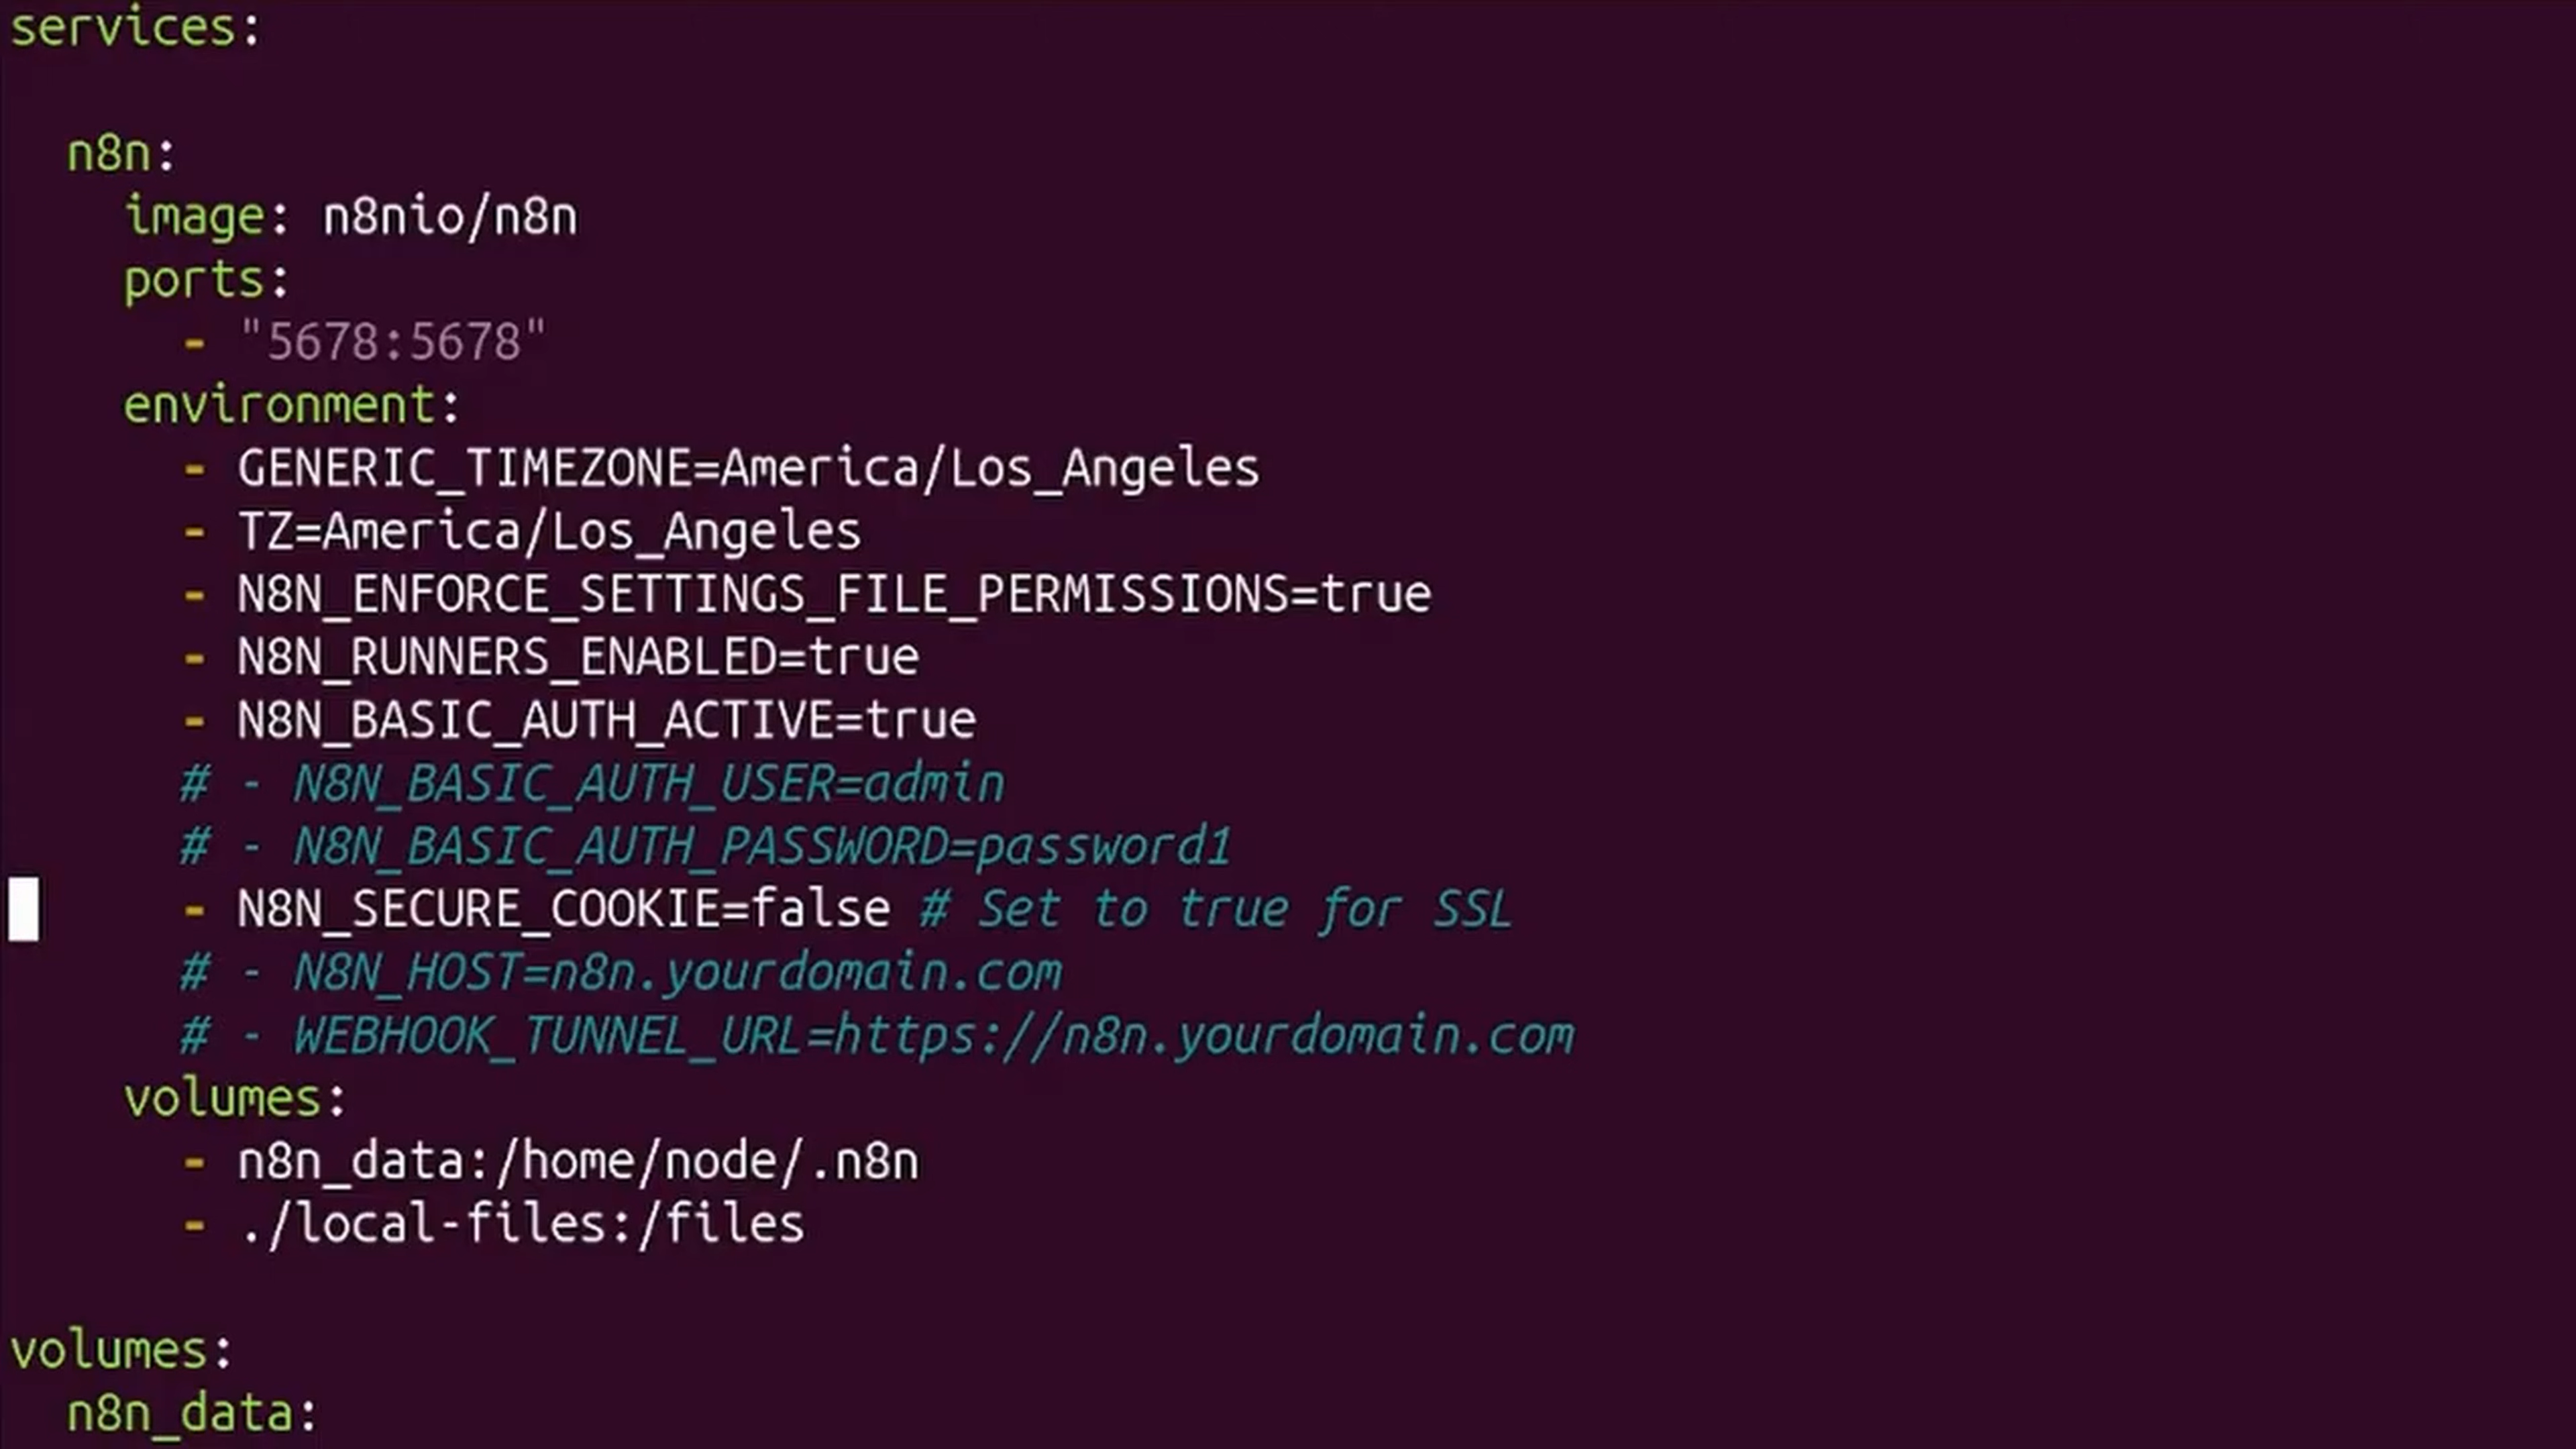 services:

  n8n:
    image: n8nio/n8n
    ports:
      - "5678:5678"
    environment:
      - GENERIC_TIMEZONE=America/Los_Angeles
      - TZ=America/Los_Angeles
      - N8N_ENFORCE_SETTINGS_FILE_PERMISSIONS=true
      - N8N_RUNNERS_ENABLED=true
      - N8N_BASIC_AUTH_ACTIVE=true
      # - N8N_BASIC_AUTH_USER=admin
      # - N8N_BASIC_AUTH_PASSWORD=password1
      - N8N_SECURE_COOKIE=false # Set to true for SSL
      # - N8N_HOST=n8n.yourdomain.com
      # - WEBHOOK_TUNNEL_URL=https://n8n.yourdomain.com
    volumes:
      - n8n_data:/home/node/.n8n
      - ./local-files:/files

volumes:
  n8n_data: